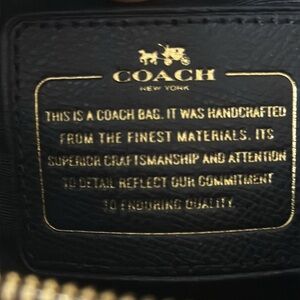 COACH
NEW YORK
THIS IS A COACH BAG. IT WAS HANDCRAFTED
FROM THE FINEST MATERIALS. ITS
SUPERIOR CRAFTSMANSHIP AND ATTENTION
TO DETAIL REFLECT OUR COMMITMENT
TO ENDURING QUALITY.